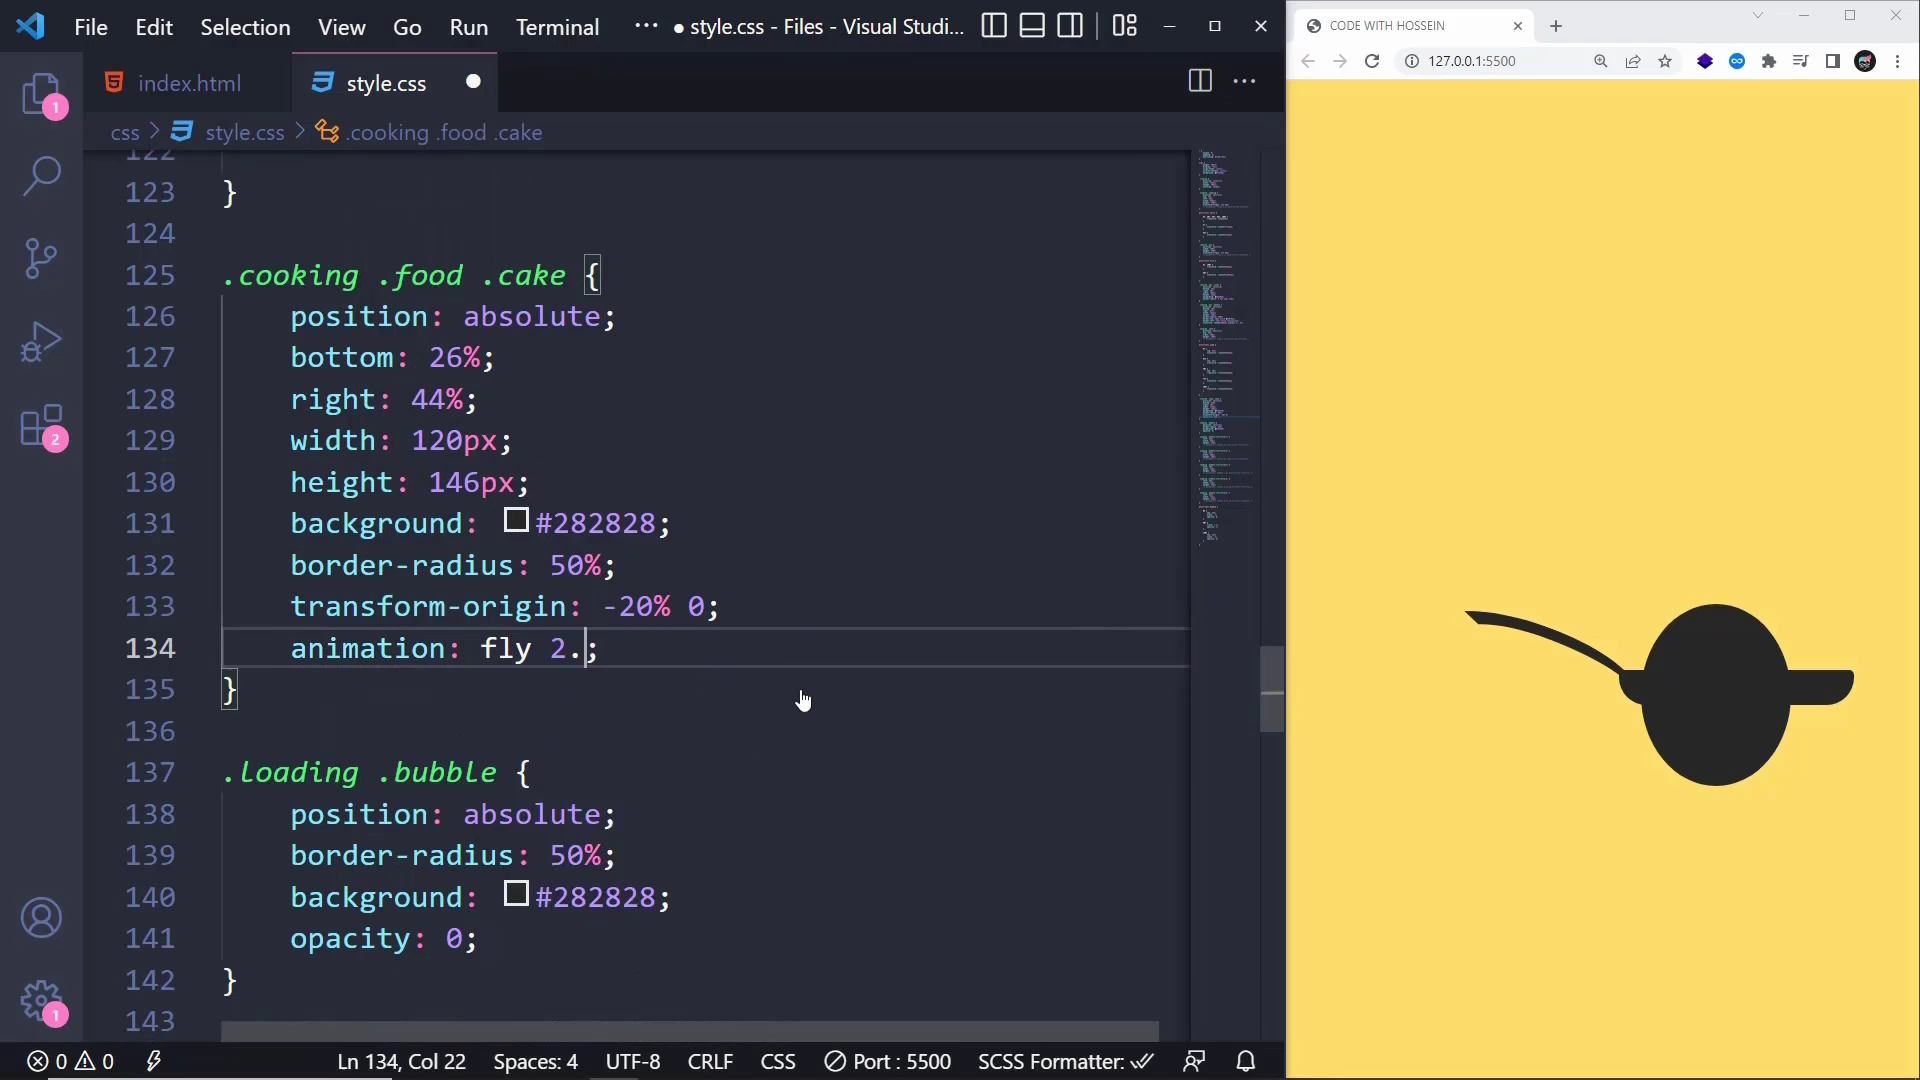 File Edit Selection View Go Run Terminal ··· ● style.css - Files - Visual Studi...
CODE WITH HOSSEIN
127.0.0.1:5500
index.html
style.css
css > style.css > .cooking .food .cake
1
2
1
122
123 }
124
125 .cooking .food .cake {
126 position: absolute;
127 bottom: 26%;
128 right: 44%;
129 width: 120px;
130 height: 146px;
131 background: #282828;
132 border-radius: 50%;
133 transform-origin: -20% 0;
134 animation: fly 2.;
135 }
136
137 .loading .bubble {
138 position: absolute;
139 border-radius: 50%;
140 background: #282828;
141 opacity: 0;
142 }
143
0 0 Ln 134, Col 22 Spaces: 4 UTF-8 CRLF CSS Port : 5500 SCSS Formatter: